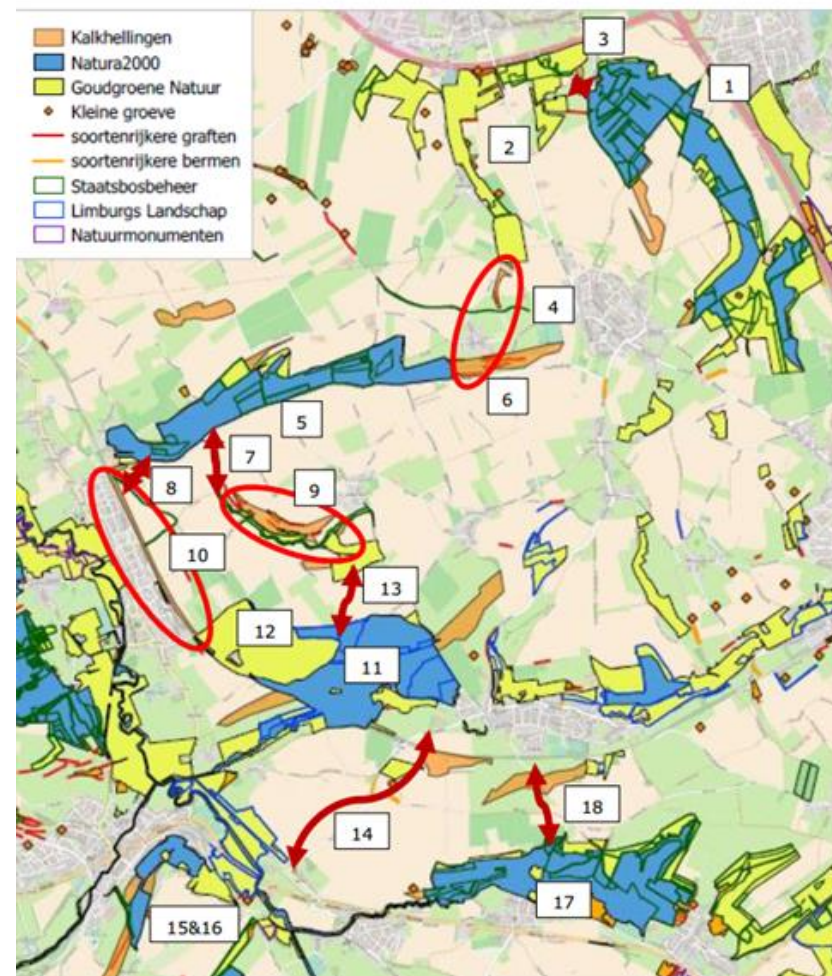 Kalkhellingen
Natura2000
Goudgroene Natuur
Kleine groeve
soortenrijkere graften
soortenrijkere bermen
Staatsbosbeheer
Limburgs Landschap
Natuurmonumenten
3
1
2
4
6
5
7
8
9
10
13
12
11
14
18
15&16
17